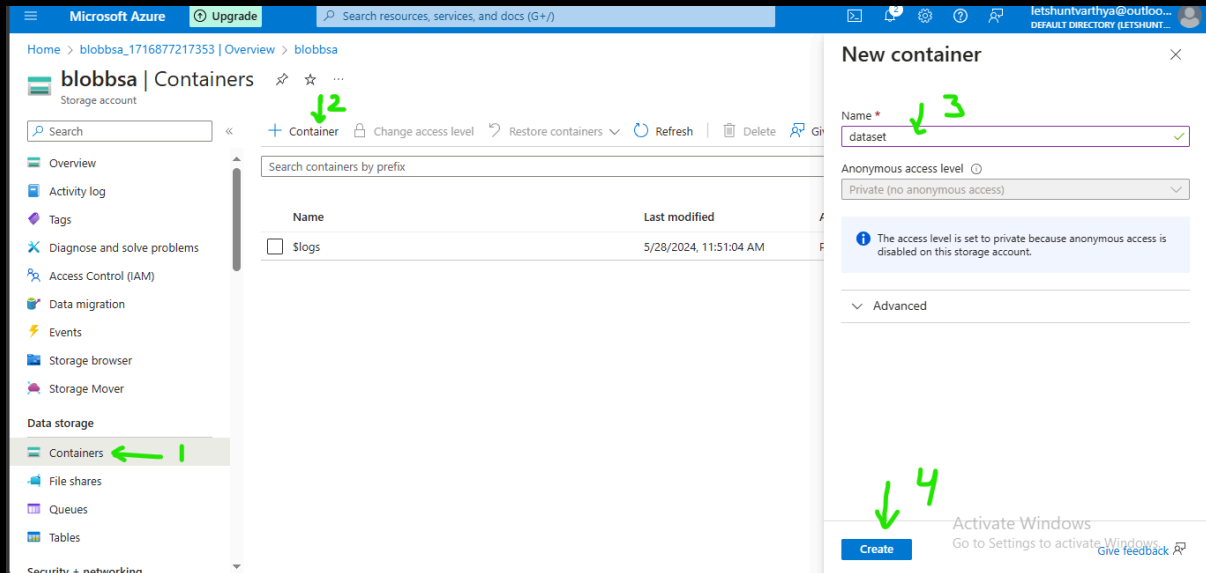 Microsoft Azure
Upgrade
Search resources, services, and docs (G+/)
2
letshuntvarthya@outloo...
DEFAULT DIRECTORY (LETSHUNT...
Home > blobbsa_1716877217353 | Overview > blobbsa
blobbsa | Containers
...
Storage account
Search
«
Overview
Activity log
Tags
Diagnose and solve problems
Access Control (IAM)
Data migration
Events
Storage browser
Storage Mover
Data storage
Containers
1
File shares
Queues
Tables
Security + networking
2
+ Container
Change access level
Restore containers
Refresh
Delete
Giv
Search containers by prefix
Name Last modified A
$logs 5/28/2024, 11:51:04 AM P
New container
Name *
3
dataset
Anonymous access level
Private (no anonymous access)
The access level is set to private because anonymous access is
disabled on this storage account.
Advanced
4
Create
Activate Windows
Go to Settings to activate Windows.
Give feedback